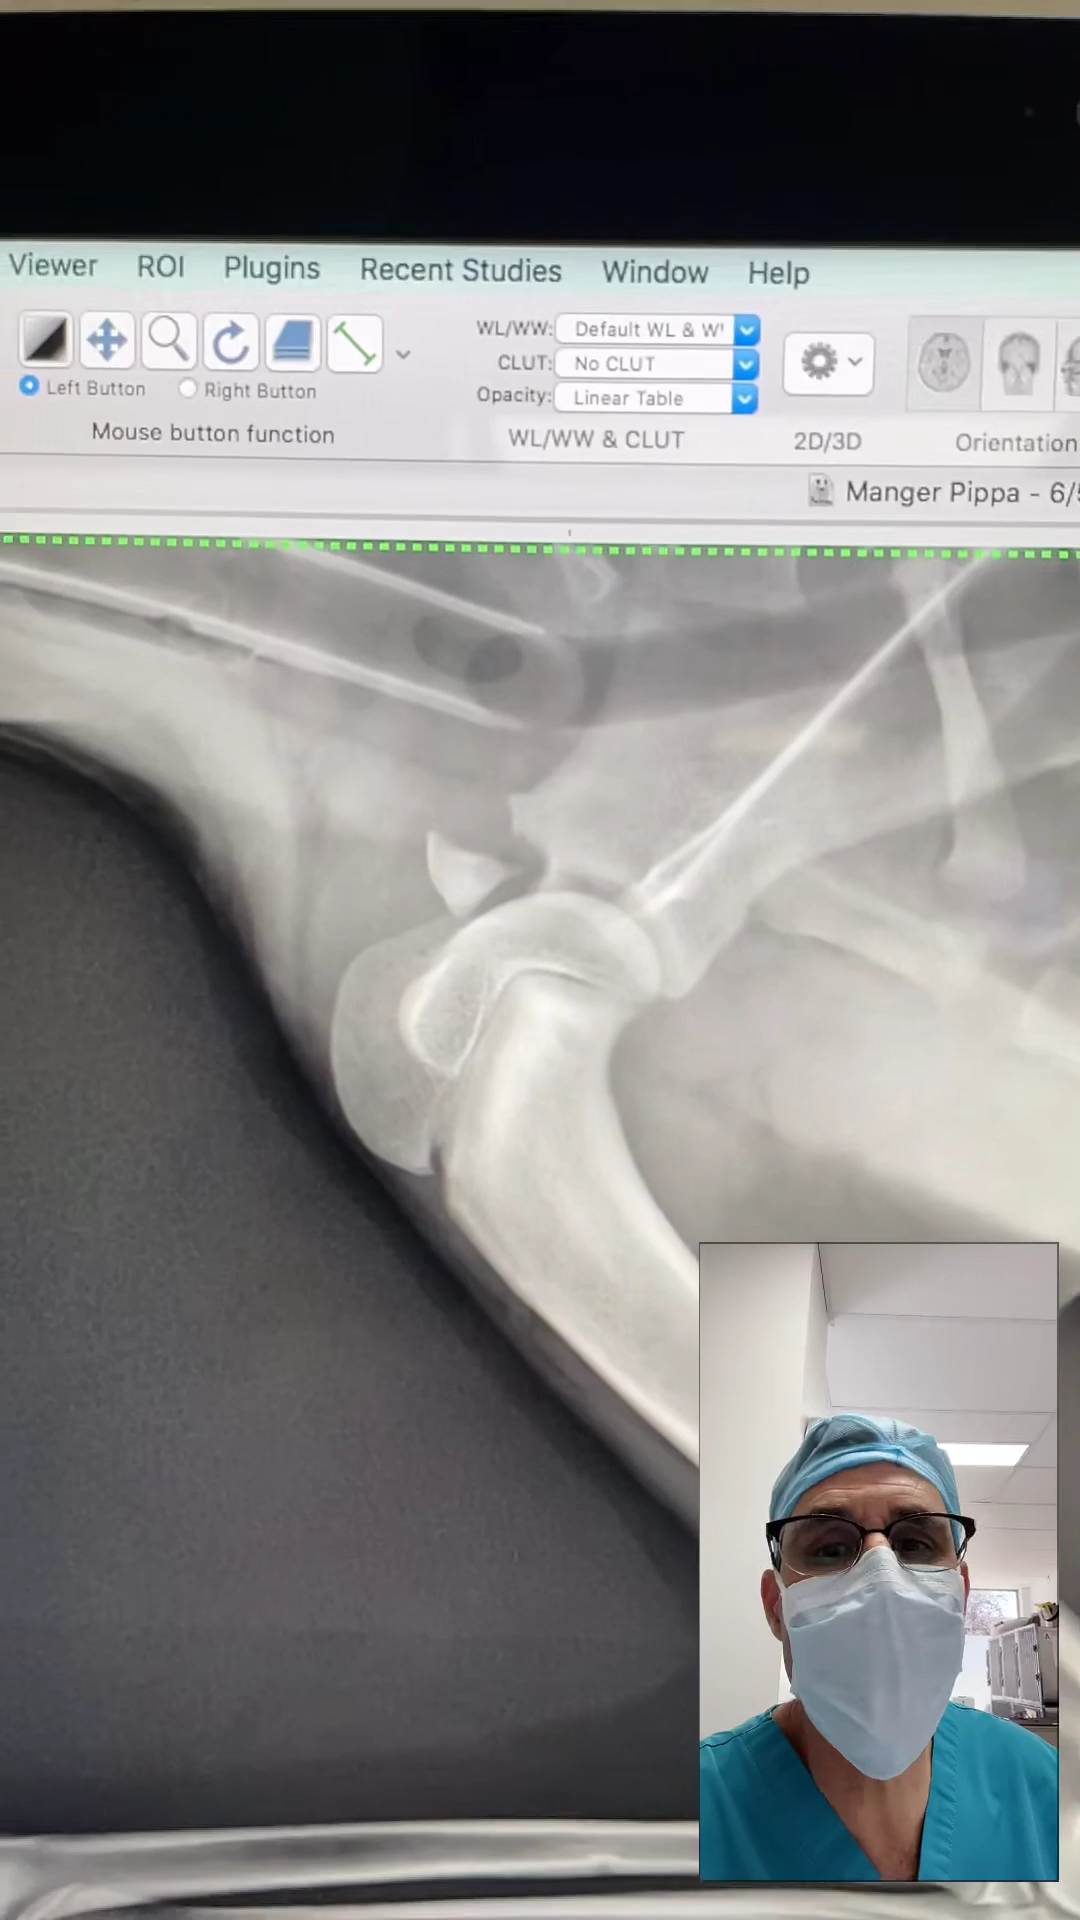 Viewer ROI Plugins Recent Studies Window Help
WL/WW: Default WL & W
CLUT: No CLUT
Opacity: Linear Table
Left Button Right Button
Mouse button function
WL/WW & CLUT
2D/3D
Orientation
Manger Pippa - 6/